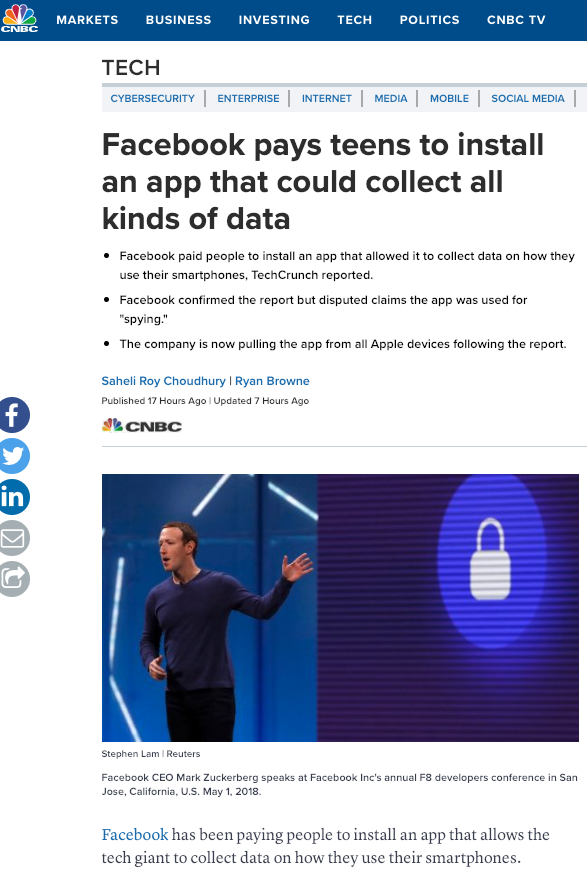 CNBC
MARKETS BUSINESS INVESTING TECH POLITICS CNBC TV
TECH
CYBERSECURITY | ENTERPRISE | INTERNET | MEDIA | MOBILE | SOCIAL MEDIA |
Facebook pays teens to install
an app that could collect all
kinds of data
• Facebook paid people to install an app that allowed it to collect data on how they
use their smartphones, TechCrunch reported.
• Facebook confirmed the report but disputed claims the app was used for
"spying."
• The company is now pulling the app from all Apple devices following the report.
Saheli Roy Choudhury | Ryan Browne
Published 17 Hours Ago | Updated 7 Hours Ago
CNBC
f
in
Stephen Lam | Reuters
Facebook CEO Mark Zuckerberg speaks at Facebook Inc's annual F8 developers conference in San
Jose, California, U.S. May 1, 2018.
Facebook has been paying people to install an app that allows the
tech giant to collect data on how they use their smartphones.